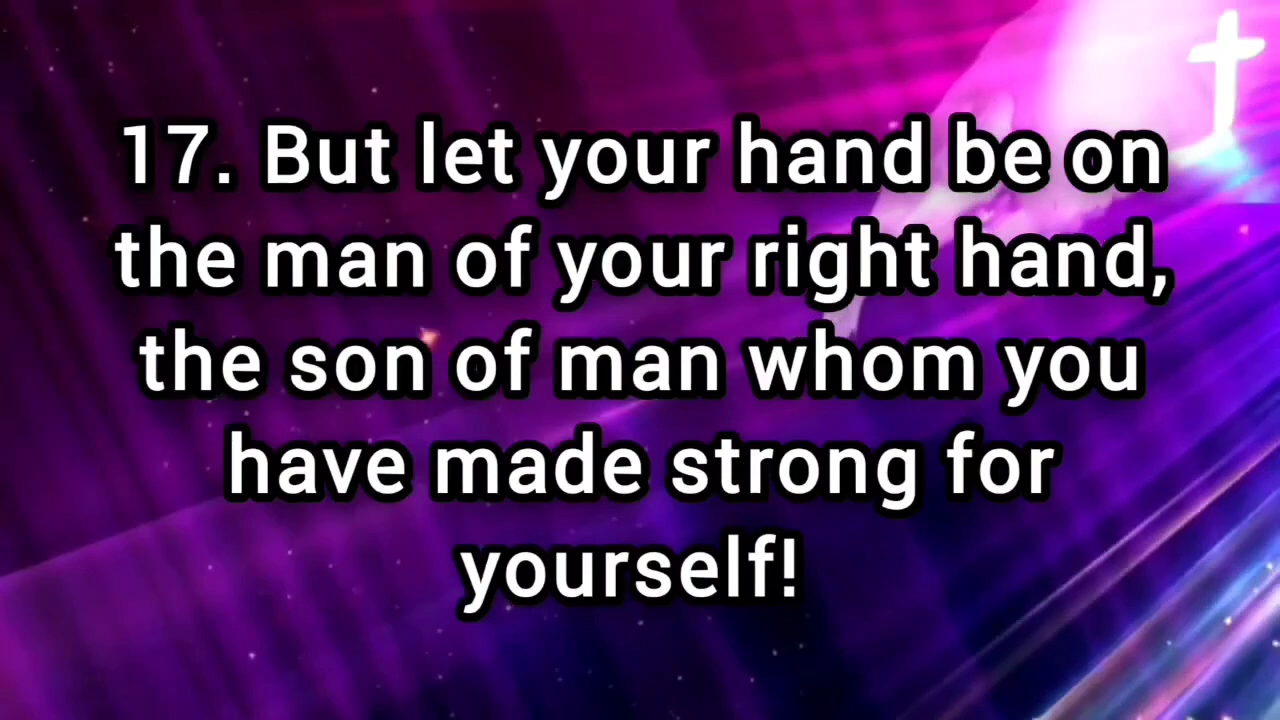 17. But let your hand be on
the man of your right hand,
the son of man whom you
have made strong for
yourself!